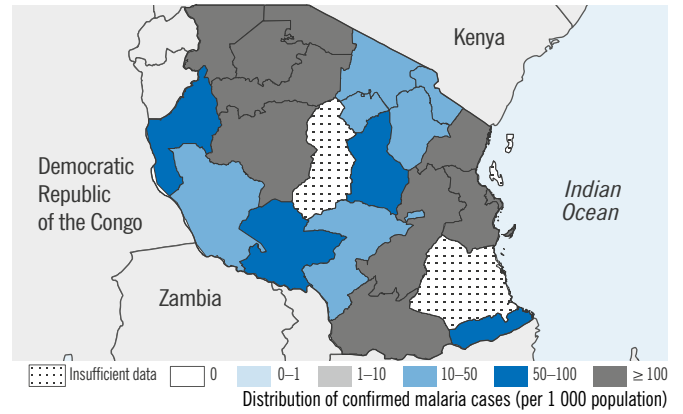 Kenya
Democratic
Republic
of the Congo
Indian
Ocean
Zambia
Insufficient data
0
0–1
1–10
10–50
50–100
≥ 100
Distribution of confirmed malaria cases (per 1 000 population)